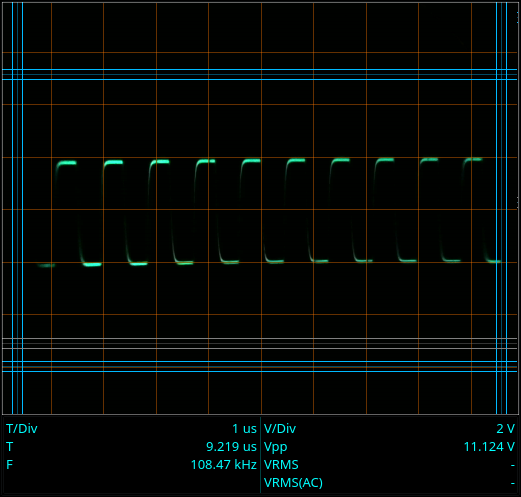 T/Div 1 us V/Div 2 V
T 9.219 us Vpp 11.124 V
F 108.47 kHz VRMS -
VRMS(AC) -